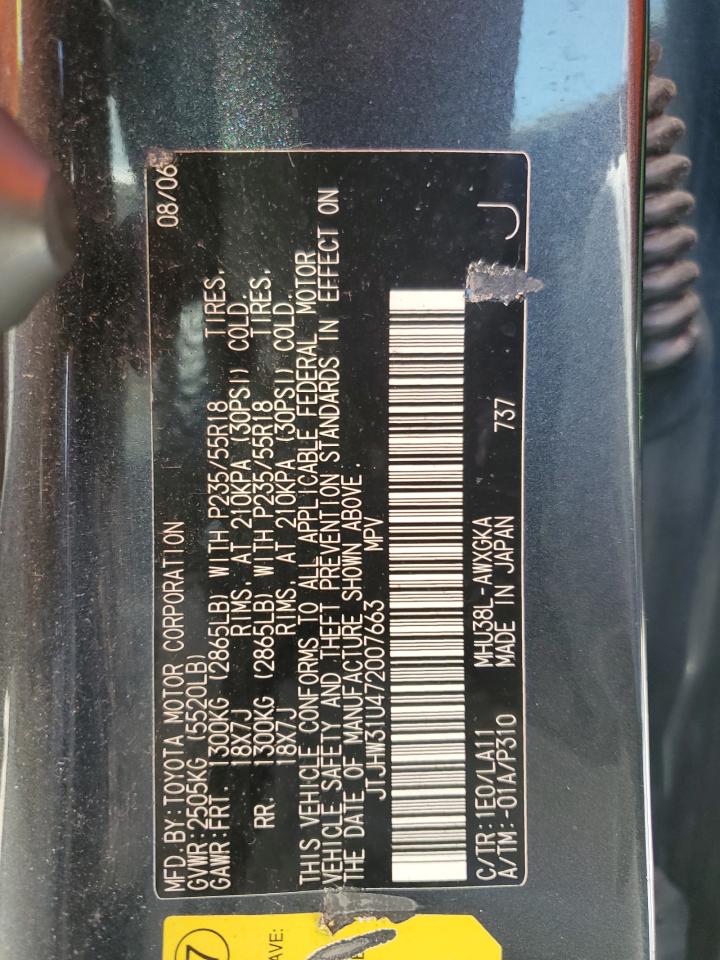 MFD.BY:TOYOTA MOTOR CORPORATION 08/06
GVWR:2505KG (5520LB)
GAWR:FRT. 1300KG (2865LB) WITH P235/55R18 TIRES,
18X7J RIMS, AT 210KPA (30PSI) COLD.
RR. 1300KG (2865LB) WITH P235/55R18 TIRES,
18X7J RIMS, AT 210KPA (30PSI) COLD.
THIS VEHICLE CONFORMS TO ALL APPLICABLE FEDERAL MOTOR
VEHICLE SAFETY AND THEFT PREVENTION STANDARDS IN EFFECT ON
THE DATE OF MANUFACTURE SHOWN ABOVE.
JTJHW31U472007663 MPV
C/TR:1E0/LA11 MHU38L-AWXGKA 737
A/TM:-01A/P310 MADE IN JAPAN J
7
AVE: